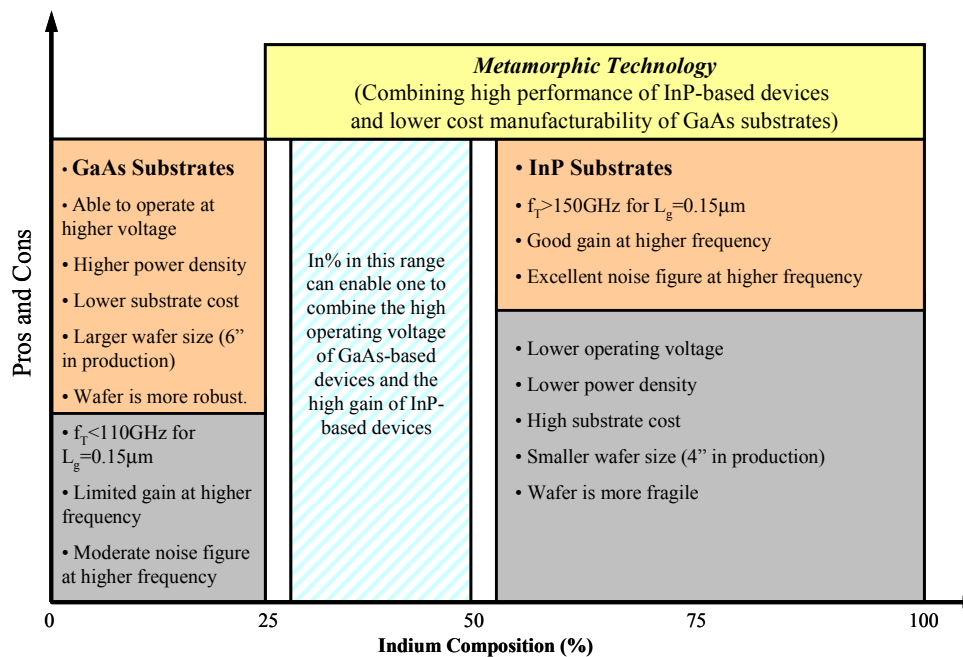 Metamorphic Technology
(Combining high performance of InP-based devices
and lower cost manufacturability of GaAs substrates)
Pros and Cons
• GaAs Substrates
• Able to operate at
higher voltage
• Higher power density
• Lower substrate cost
• Larger wafer size (6”
in production)
• Wafer is more robust.
• fT<110GHz for
Lg=0.15μm
• Limited gain at higher
frequency
• Moderate noise figure
at higher frequency
In% in this range
can enable one to
combine the high
operating voltage
of GaAs-based
devices and the
high gain of InP-
based devices
• InP Substrates
• fT>150GHz for Lg=0.15μm
• Good gain at higher frequency
• Excellent noise figure at higher frequency
• Lower operating voltage
• Lower power density
• High substrate cost
• Smaller wafer size (4” in production)
• Wafer is more fragile
0 25 50 75 100
Indium Composition (%)